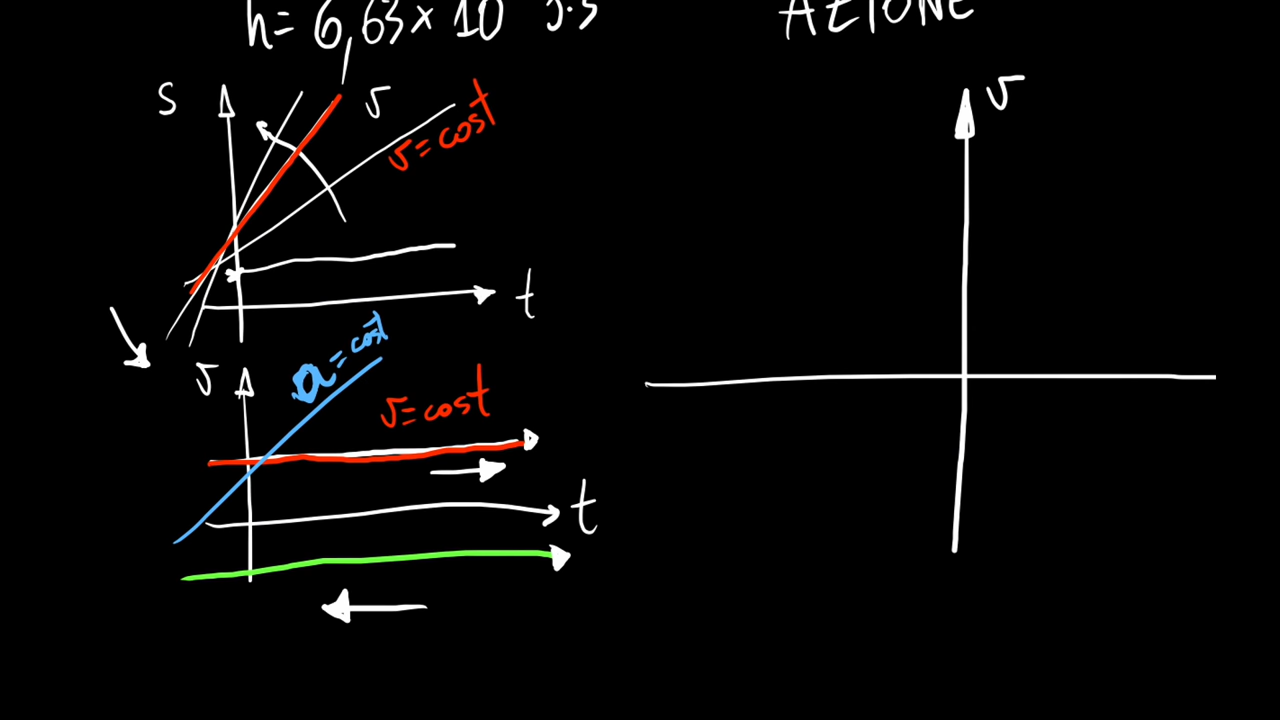 h= 6,63 × 10 J·s
AZIONE
S
v
v
v=cost
t
a=cost
v
v=cost
t